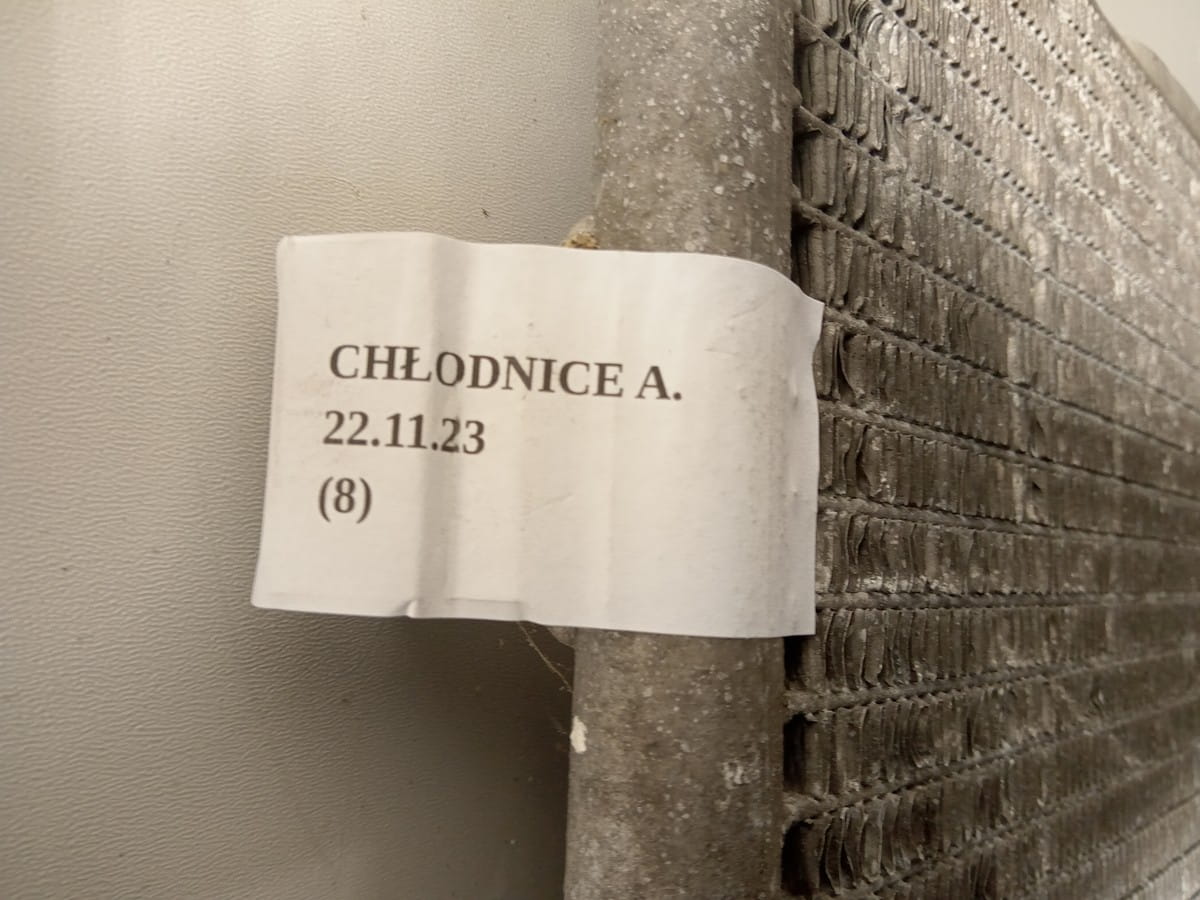 CHŁODNICE A.
22.11.23
(8)